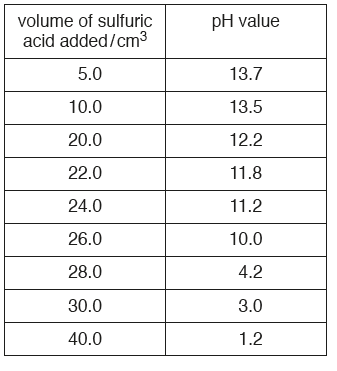 volume of sulfuric acid added/cm³ | pH value
5.0 | 13.7
10.0 | 13.5
20.0 | 12.2
22.0 | 11.8
24.0 | 11.2
26.0 | 10.0
28.0 | 4.2
30.0 | 3.0
40.0 | 1.2